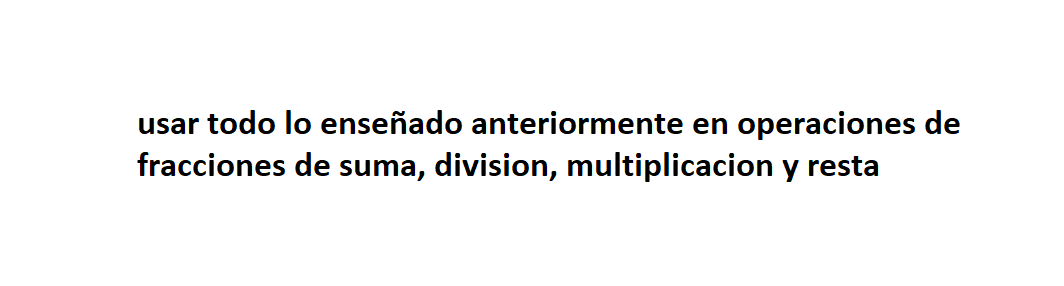 usar todo lo enseñado anteriormente en operaciones de
fracciones de suma, division, multiplicacion y resta